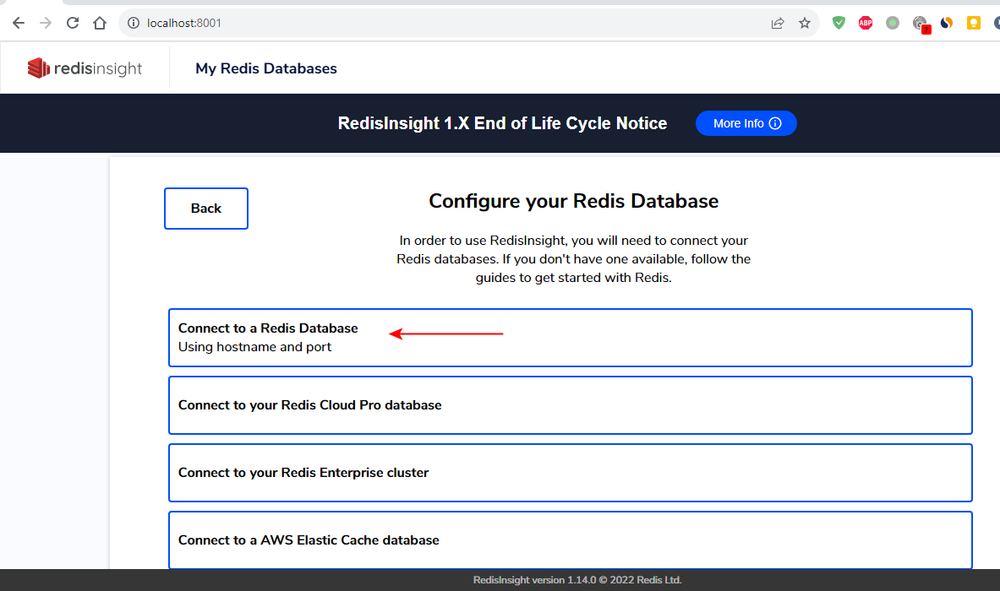 localhost:8001
ABP
7
redisinsight
My Redis Databases
RedisInsight 1.X End of Life Cycle Notice
More Info
Back
Configure your Redis Database
In order to use RedisInsight, you will need to connect your
Redis databases. If you don't have one available, follow the
guides to get started with Redis.
Connect to a Redis Database
Using hostname and port
Connect to your Redis Cloud Pro database
Connect to your Redis Enterprise cluster
Connect to a AWS Elastic Cache database
RedisInsight version 1.14.0 © 2022 Redis Ltd.